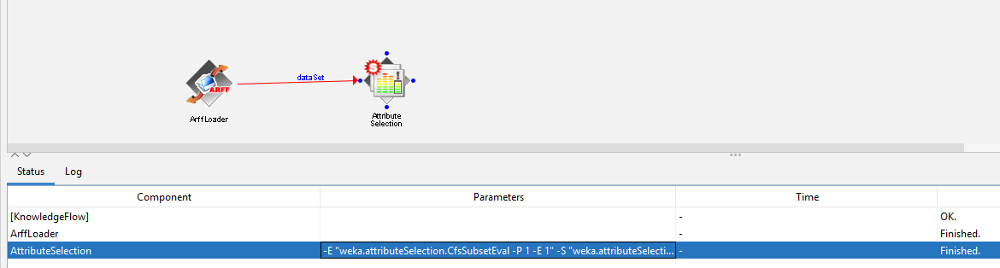 dataSet
ARFF
S
ArffLoader
Attribute
Selection
Status Log
Component Parameters Time
[KnowledgeFlow] - OK.
ArffLoader - Finished.
AttributeSelection -E "weka.attributeSelection.CfsSubsetEval -P 1 -E 1" -S "weka.attributeSelecti... - Finished.